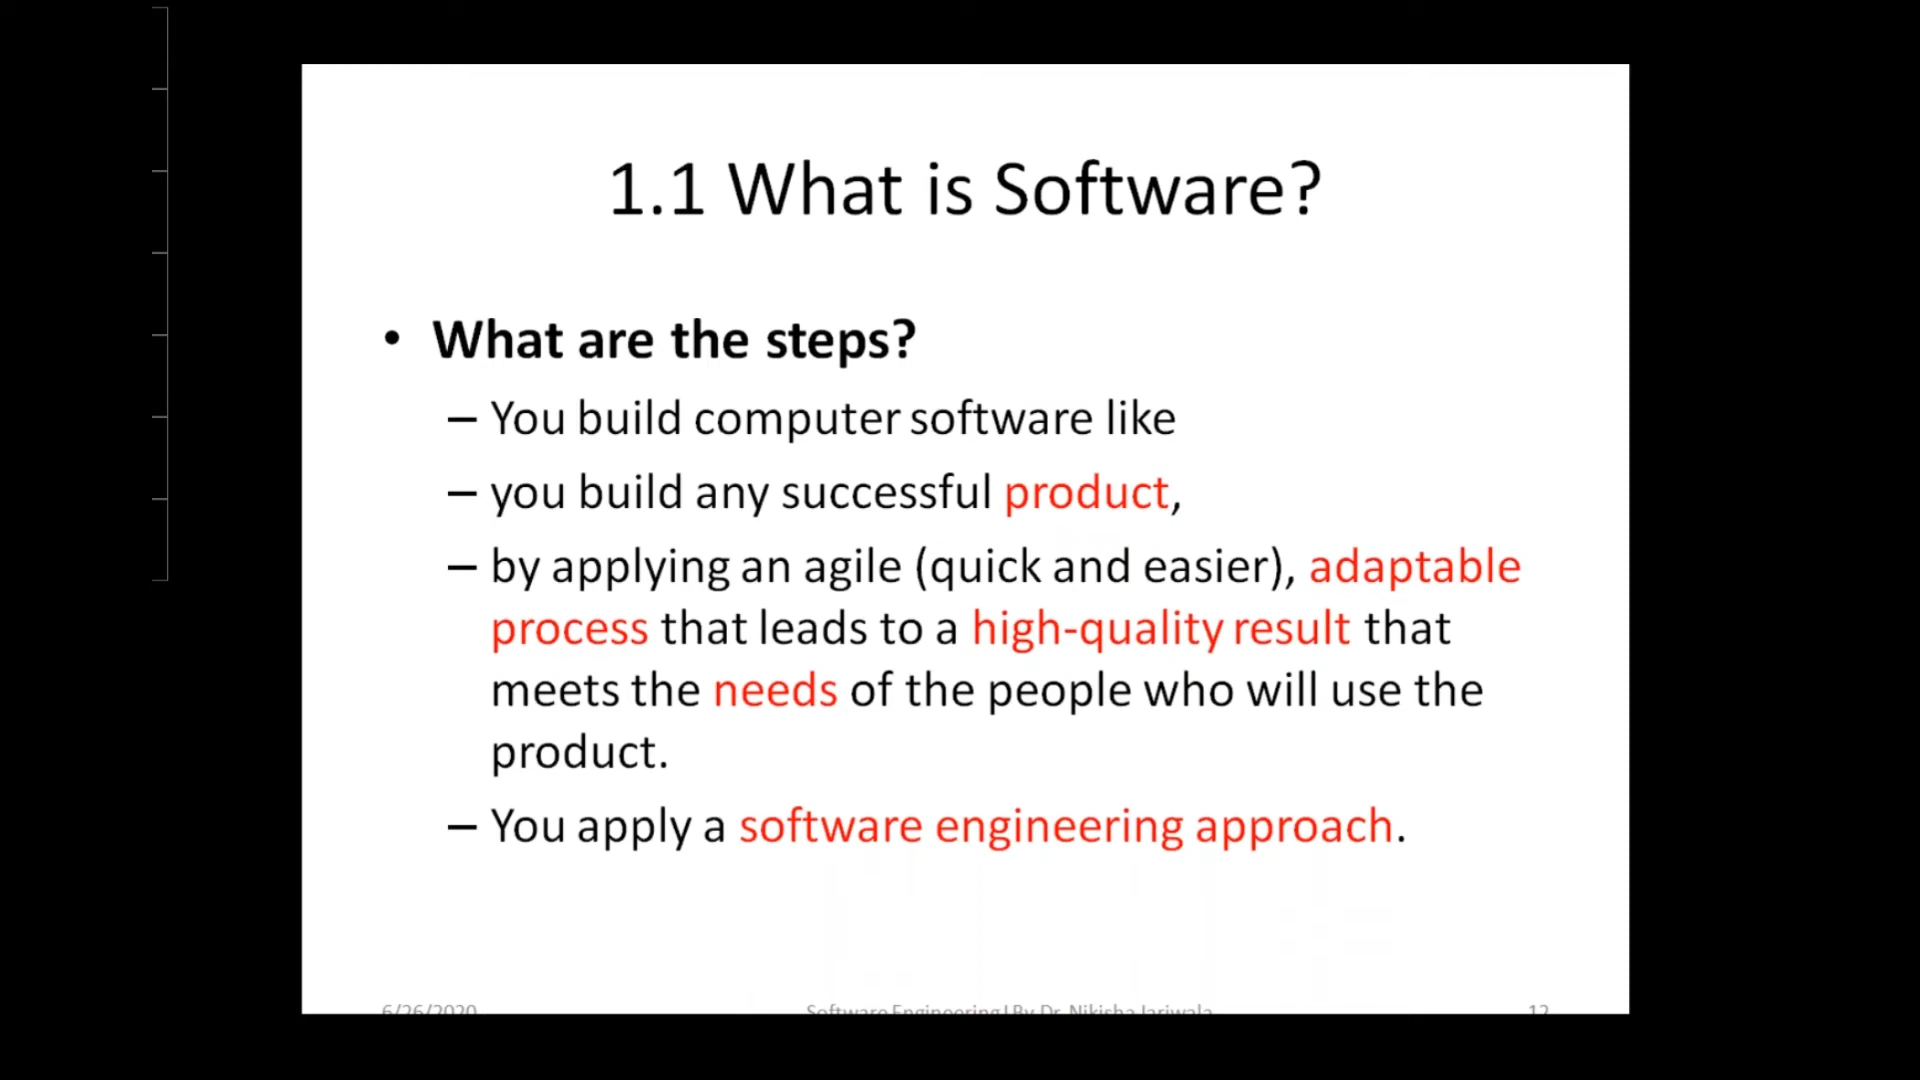 1.1 What is Software?
• What are the steps?
– You build computer software like
– you build any successful product,
– by applying an agile (quick and easier), adaptable
process that leads to a high-quality result that
meets the needs of the people who will use the
product.
– You apply a software engineering approach.
6/26/2020
Software Engineering | By Dr. Nikisha Jariwala
12